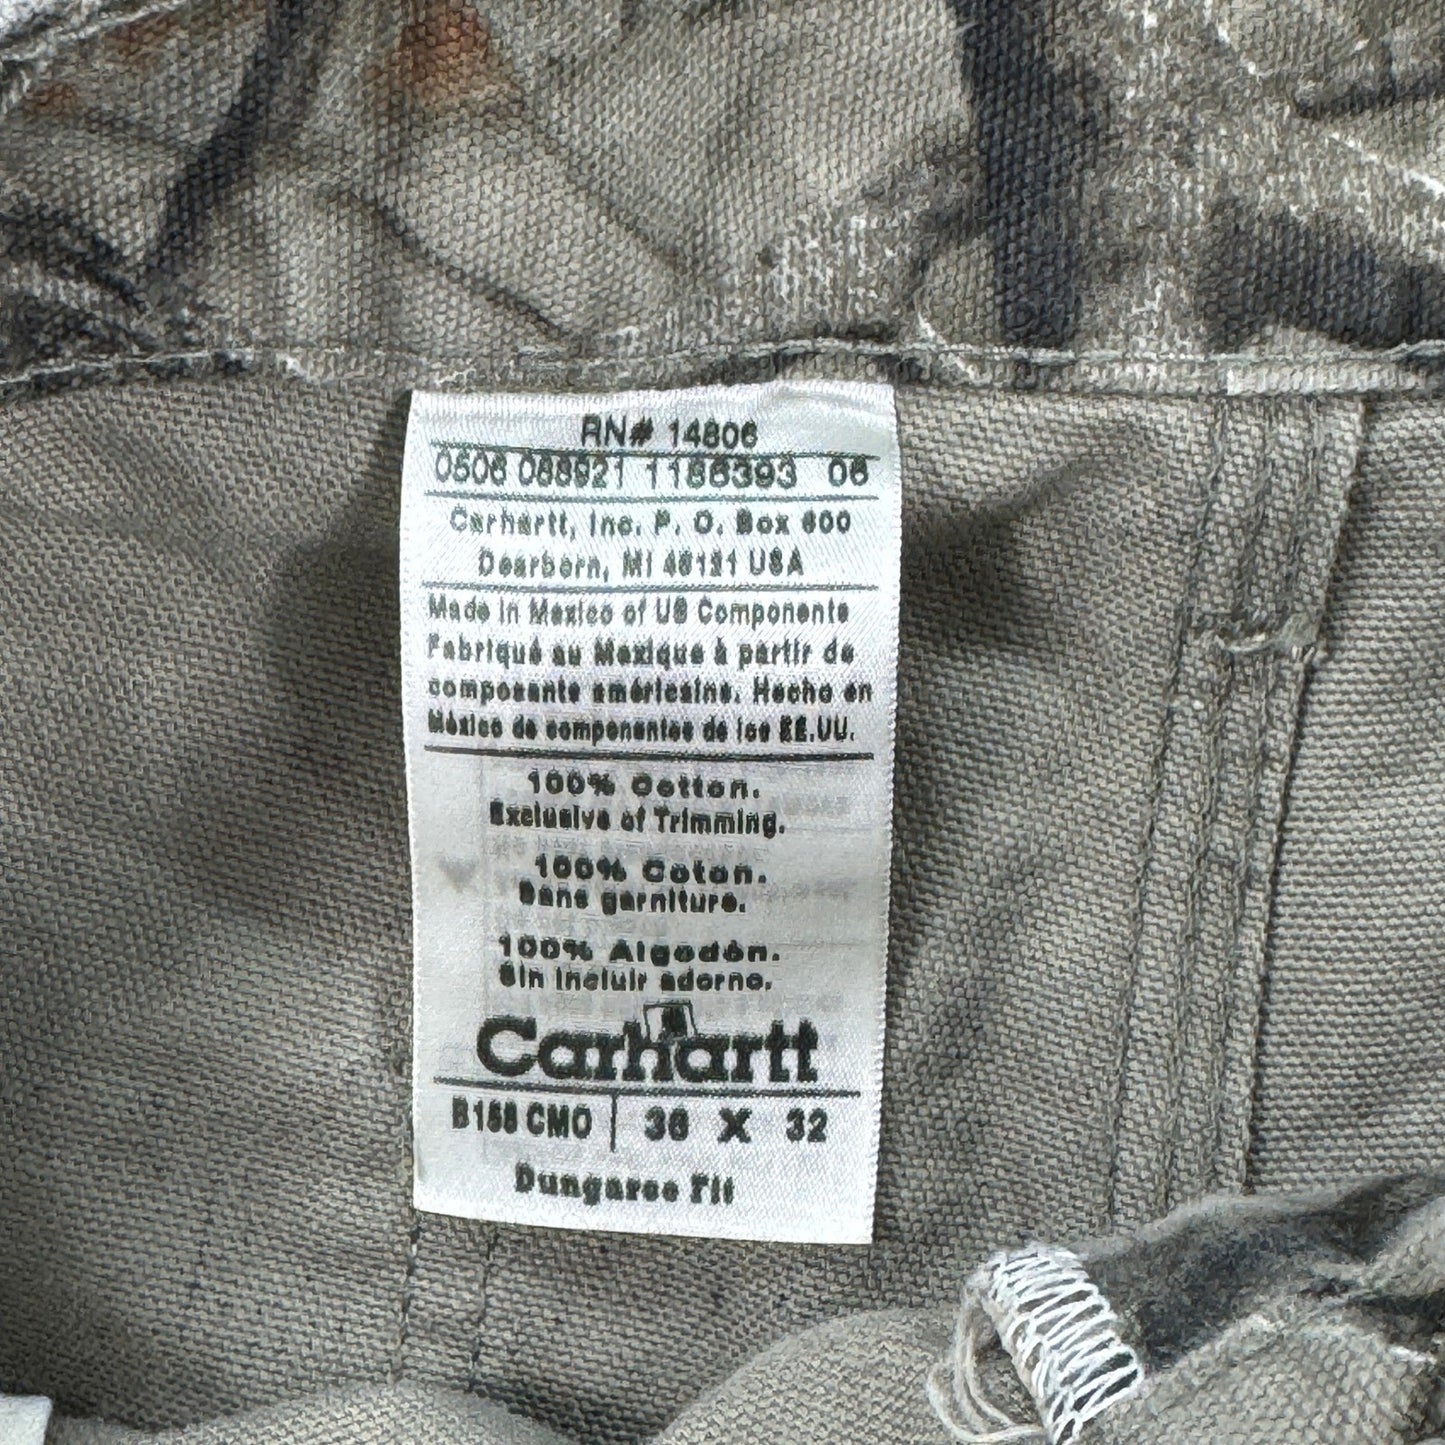 RN# 14806
0506 088921 1186393 06
Carhartt, Inc. P. O. Box 600
Dearborn, MI 48121 USA
Made in Mexico of US Components
Fabriqué au Mexique à partir de
composants américains. Hecho en
México de componentes de los EE.UU.
100% Cotton.
Exclusive of Trimming.
100% Coton.
Sans garniture.
100% Algodón.
Sin incluir adorno.
Carhartt
B158 CMO | 36 X 32
Dungaree Fit